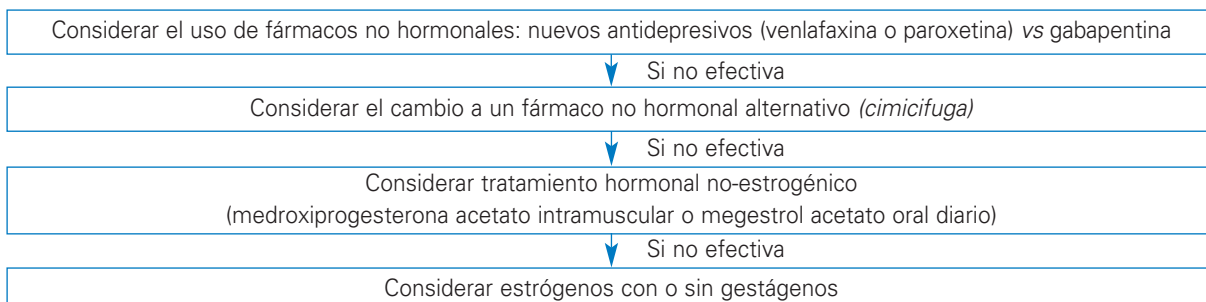 Considerar el uso de fármacos no hormonales: nuevos antidepresivos (venlafaxina o paroxetina) vs gabapentina
Si no efectiva
Considerar el cambio a un fármaco no hormonal alternativo (cimicifuga)
Si no efectiva
Considerar tratamiento hormonal no-estrogénico
(medroxiprogesterona acetato intramuscular o megestrol acetato oral diario)
Si no efectiva
Considerar estrógenos con o sin gestágenos